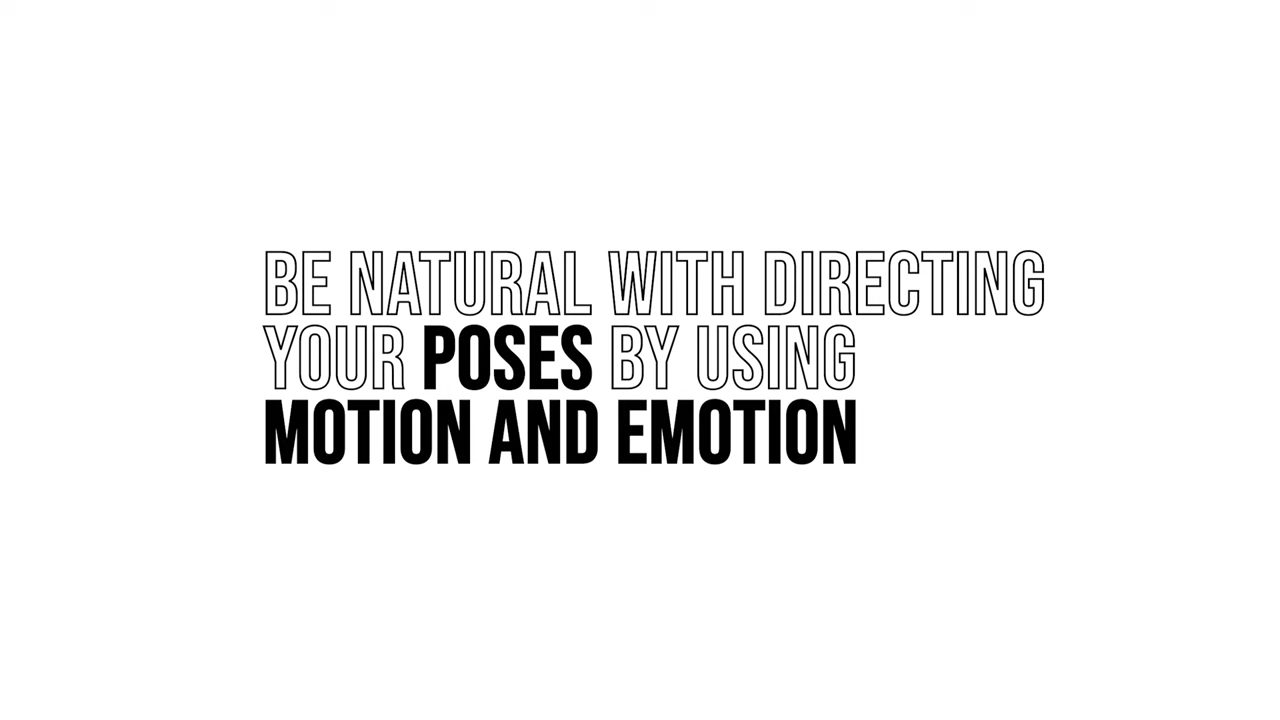 BE NATURAL WITH DIRECTING
YOUR POSES BY USING
MOTION AND EMOTION